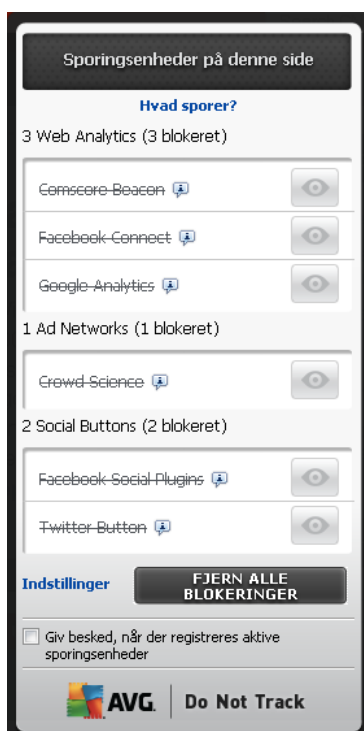 Sporingsenheder på denne side
Hvad sporer?
3 Web Analytics (3 blokeret)
Comscore Beacon
Facebook Connect
Google Analytics
1 Ad Networks (1 blokeret)
Crowd Science
2 Social Buttons (2 blokeret)
Facebook Social Plugins
Twitter Button
Indstillinger
FJERN ALLE
BLOKERINGER
Giv besked, når der registreres aktive
sporingsenheder
AVG. Do Not Track